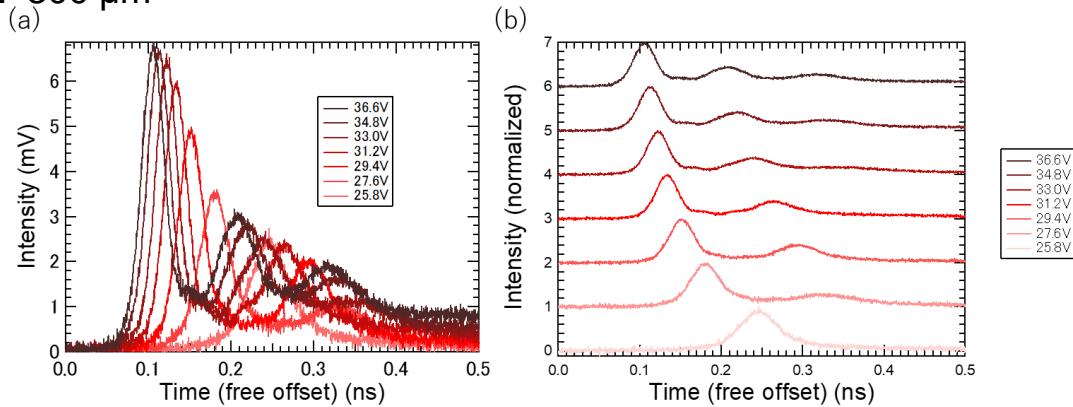 300 μm
(a)
Intensity (mV)
6
5
4
3
2
1
0
36.6V
34.8V
33.0V
31.2V
29.4V
27.6V
25.8V
0.0 0.1 0.2 0.3 0.4 0.5
Time (free offset) (ns)
(b)
Intensity (normalized)
7
6
5
4
3
2
1
0
0.0 0.1 0.2 0.3 0.4 0.5
Time (free offset) (ns)
36.6V
34.8V
33.0V
31.2V
29.4V
27.6V
25.8V